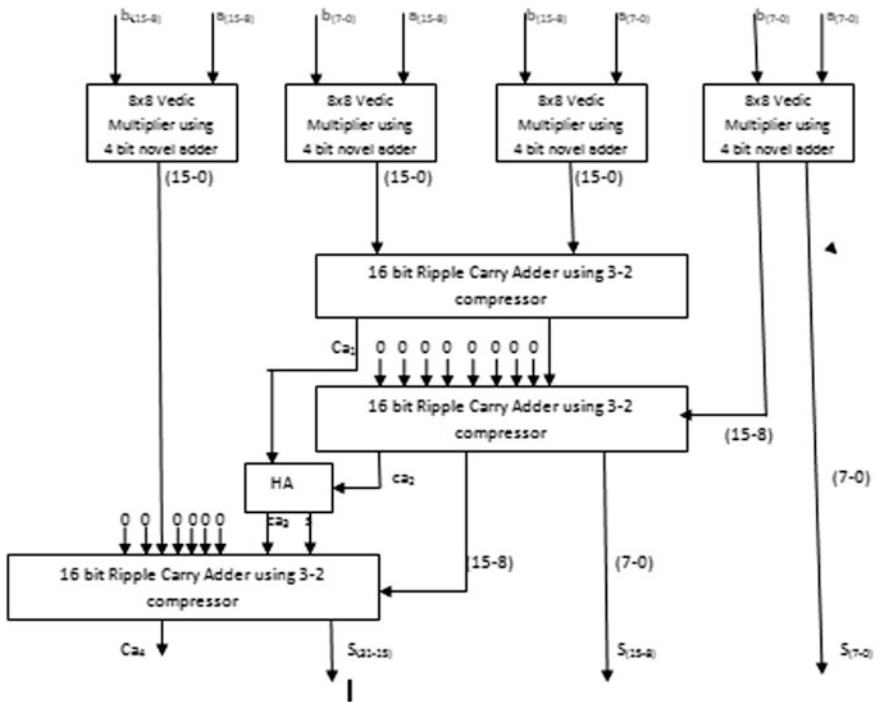 b(15-8) a(15-8) b(7-0) a(15-8) b(15-8) a(7-0) b(7-0) a(7-0)
8x8 Vedic
Multiplier using
4 bit novel adder
8x8 Vedic
Multiplier using
4 bit novel adder
8x8 Vedic
Multiplier using
4 bit novel adder
8x8 Vedic
Multiplier using
4 bit novel adder
(15-0) (15-0) (15-0)
16 bit Ripple Carry Adder using 3-2
compressor
Ca₁ 0 0 0 0 0 0 0 0
16 bit Ripple Carry Adder using 3-2
compressor
(15-8)
HA
ca₂
(7-0)
0 0 0 0 0 0 ca₃ s
(15-8) (7-0)
16 bit Ripple Carry Adder using 3-2
compressor
Ca₄ S(31-15) S(15-8) S(7-0)